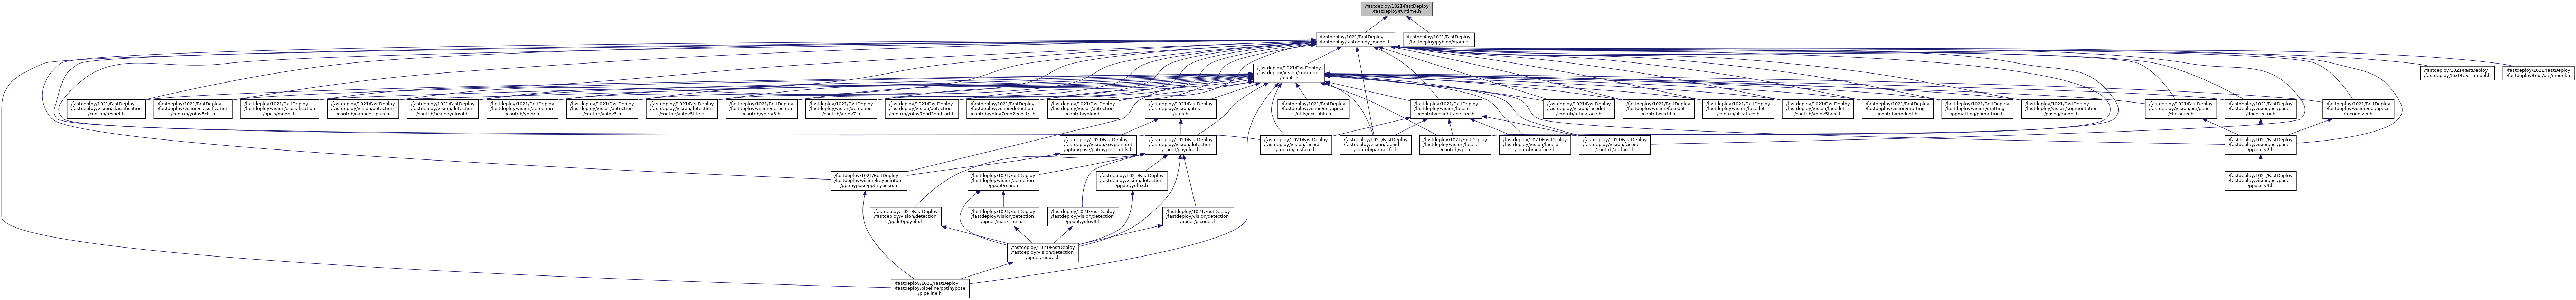 /fastdeploy/1021/FastDeploy
/fastdeploy/runtime.h
/fastdeploy/1021/FastDeploy
/fastdeploy/fastdeploy_model.h
/fastdeploy/1021/FastDeploy
/fastdeploy/pybind/main.h
/fastdeploy/1021/FastDeploy
/fastdeploy/vision/common
/result.h
/fastdeploy/1021/FastDeploy
/fastdeploy/text/text_model.h
/fastdeploy/1021/FastDeploy
/fastdeploy/text/uie/model.h
/fastdeploy/1021/FastDeploy
/fastdeploy/vision/classification
/contrib/resnet.h
/fastdeploy/1021/FastDeploy
/fastdeploy/vision/classification
/contrib/yolov5cls.h
/fastdeploy/1021/FastDeploy
/fastdeploy/vision/classification
/ppcls/model.h
/fastdeploy/1021/FastDeploy
/fastdeploy/vision/detection
/contrib/nanodet_plus.h
/fastdeploy/1021/FastDeploy
/fastdeploy/vision/detection
/contrib/scaledyolov4.h
/fastdeploy/1021/FastDeploy
/fastdeploy/vision/detection
/contrib/yolor.h
/fastdeploy/1021/FastDeploy
/fastdeploy/vision/detection
/contrib/yolov5.h
/fastdeploy/1021/FastDeploy
/fastdeploy/vision/detection
/contrib/yolov5lite.h
/fastdeploy/1021/FastDeploy
/fastdeploy/vision/detection
/contrib/yolov6.h
/fastdeploy/1021/FastDeploy
/fastdeploy/vision/detection
/contrib/yolov7.h
/fastdeploy/1021/FastDeploy
/fastdeploy/vision/detection
/contrib/yolov7end2end_ort.h
/fastdeploy/1021/FastDeploy
/fastdeploy/vision/detection
/contrib/yolov7end2end_trt.h
/fastdeploy/1021/FastDeploy
/fastdeploy/vision/detection
/contrib/yolox.h
/fastdeploy/1021/FastDeploy
/fastdeploy/vision/utils
/utils.h
/fastdeploy/1021/FastDeploy
/fastdeploy/vision/ocr/ppocr
/utils/ocr_utils.h
/fastdeploy/1021/FastDeploy
/fastdeploy/vision/faceid
/contrib/insightface_rec.h
/fastdeploy/1021/FastDeploy
/fastdeploy/vision/facedet
/contrib/retinaface.h
/fastdeploy/1021/FastDeploy
/fastdeploy/vision/facedet
/contrib/scrfd.h
/fastdeploy/1021/FastDeploy
/fastdeploy/vision/facedet
/contrib/ultraface.h
/fastdeploy/1021/FastDeploy
/fastdeploy/vision/facedet
/contrib/yolov5face.h
/fastdeploy/1021/FastDeploy
/fastdeploy/vision/matting
/contrib/modnet.h
/fastdeploy/1021/FastDeploy
/fastdeploy/vision/matting
/ppmatting/ppmatting.h
/fastdeploy/1021/FastDeploy
/fastdeploy/vision/segmentation
/ppseg/model.h
/fastdeploy/1021/FastDeploy
/fastdeploy/vision/ocr/ppocr
/classifier.h
/fastdeploy/1021/FastDeploy
/fastdeploy/vision/ocr/ppocr
/dbdetector.h
/fastdeploy/1021/FastDeploy
/fastdeploy/vision/ocr/ppocr
/recognizer.h
/fastdeploy/1021/FastDeploy
/fastdeploy/vision/keypointdet
/pptinypose/pptinypose_utils.h
/fastdeploy/1021/FastDeploy
/fastdeploy/vision/detection
/ppdet/ppyoloe.h
/fastdeploy/1021/FastDeploy
/fastdeploy/vision/faceid
/contrib/cosface.h
/fastdeploy/1021/FastDeploy
/fastdeploy/vision/faceid
/contrib/partial_fc.h
/fastdeploy/1021/FastDeploy
/fastdeploy/vision/faceid
/contrib/vpl.h
/fastdeploy/1021/FastDeploy
/fastdeploy/vision/faceid
/contrib/adaface.h
/fastdeploy/1021/FastDeploy
/fastdeploy/vision/faceid
/contrib/arcface.h
/fastdeploy/1021/FastDeploy
/fastdeploy/vision/ocr/ppocr
/ppocr_v2.h
/fastdeploy/1021/FastDeploy
/fastdeploy/vision/keypointdet
/pptinypose/pptinypose.h
/fastdeploy/1021/FastDeploy
/fastdeploy/vision/detection
/ppdet/rcnn.h
/fastdeploy/1021/FastDeploy
/fastdeploy/vision/detection
/ppdet/yolox.h
/fastdeploy/1021/FastDeploy
/fastdeploy/vision/ocr/ppocr
/ppocr_v3.h
/fastdeploy/1021/FastDeploy
/fastdeploy/vision/detection
/ppdet/ppyolo.h
/fastdeploy/1021/FastDeploy
/fastdeploy/vision/detection
/ppdet/mask_rcnn.h
/fastdeploy/1021/FastDeploy
/fastdeploy/vision/detection
/ppdet/yolov3.h
/fastdeploy/1021/FastDeploy
/fastdeploy/vision/detection
/ppdet/picodet.h
/fastdeploy/1021/FastDeploy
/fastdeploy/vision/detection
/ppdet/model.h
/fastdeploy/1021/FastDeploy
/fastdeploy/pipeline/pptinypose
/pipeline.h